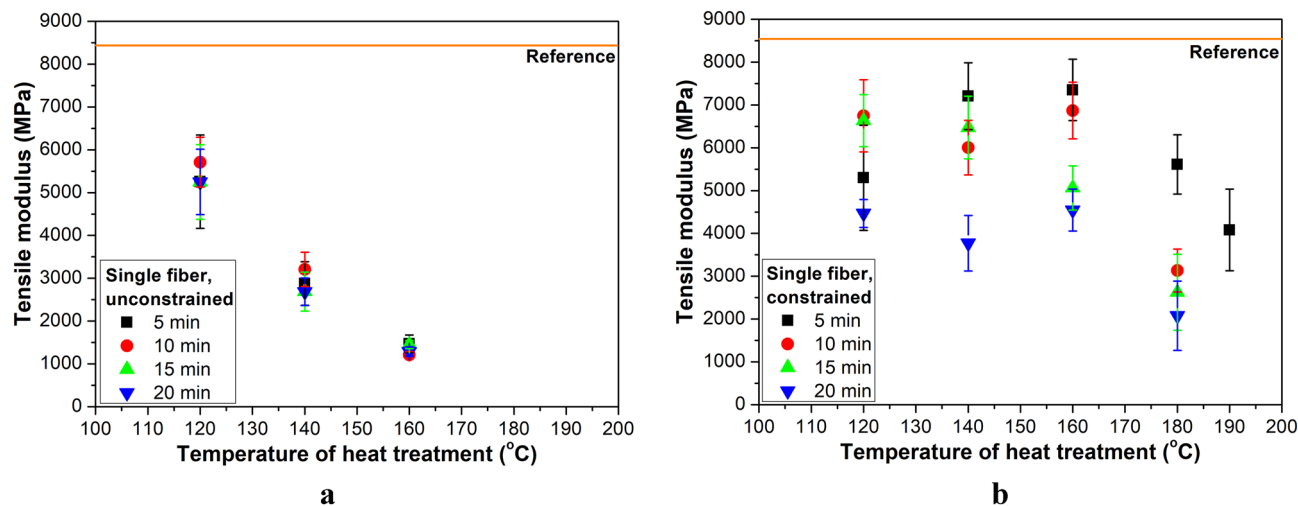 9000
8000
7000
6000
5000
4000
3000
2000
1000
0
Tensile modulus (MPa)
Reference
Single fiber,
unconstrained
5 min
10 min
15 min
20 min
100 110 120 130 140 150 160 170 180 190 200
Temperature of heat treatment (°C)
a
9000
8000
7000
6000
5000
4000
3000
2000
1000
0
Tensile modulus (MPa)
Reference
Single fiber,
constrained
5 min
10 min
15 min
20 min
100 110 120 130 140 150 160 170 180 190 200
Temperature of heat treatment (°C)
b